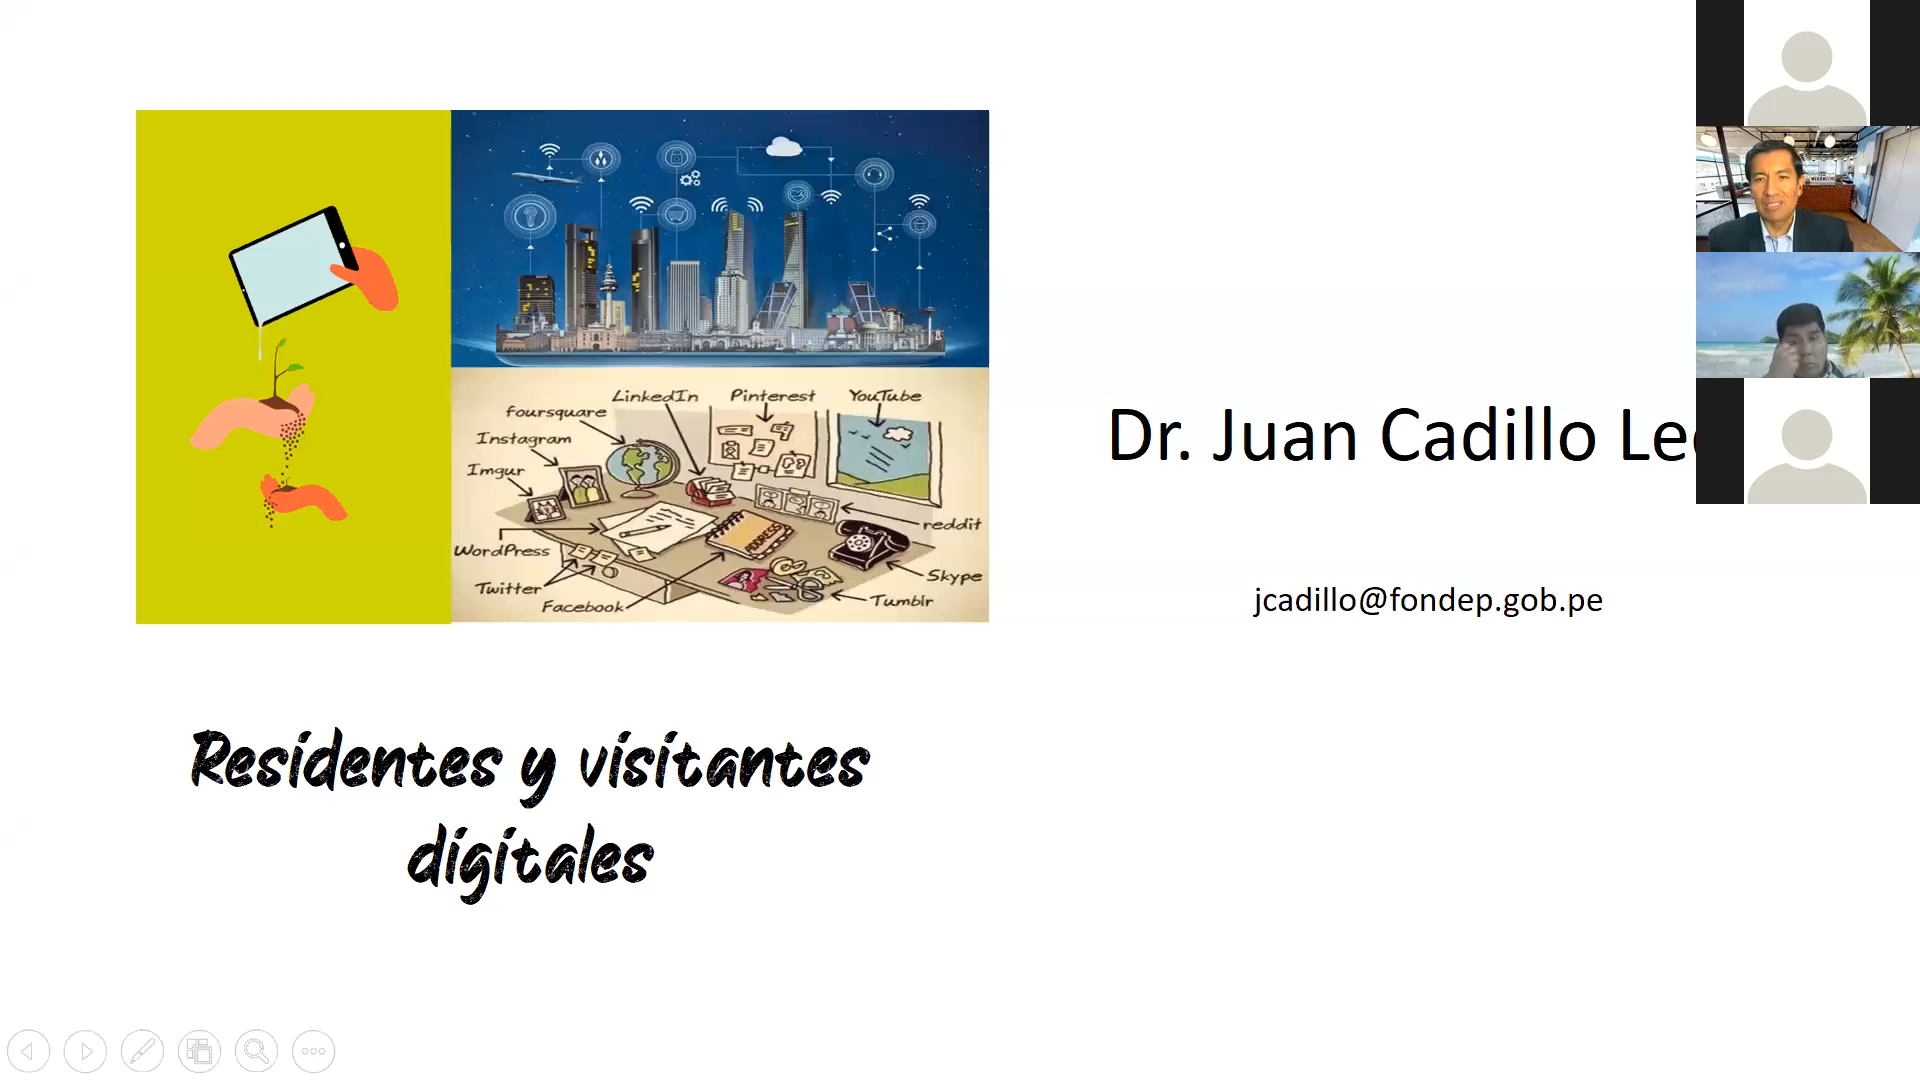 LinkedIn
Pinterest
YouTube
foursquare
Instagram
Imgur
ADDRESS
reddit
WordPress
Skype
Twitter
Facebook
Tumblr
Dr. Juan Cadillo
jcadillo@fondep.gob.pe
Residentes y visitantes
digitales